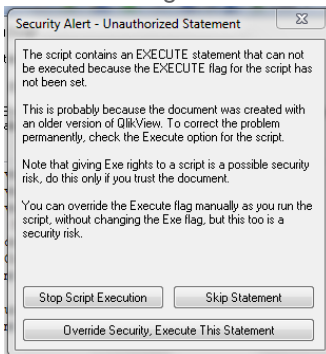 Security Alert - Unauthorized Statement
The script contains an EXECUTE statement that can not
be executed because the EXECUTE flag for the script has
not been set.
This is probably because the document was created with
an older version of QlikView. To correct the problem
permanently, check the Execute option for the script.
Note that giving Exe rights to a script is a possible security
risk, do this only if you trust the document.
You can override the Execute flag manually as you run the
script, without changing the Exe flag, but this too is a
security risk.
Stop Script Execution
Skip Statement
Override Security, Execute This Statement